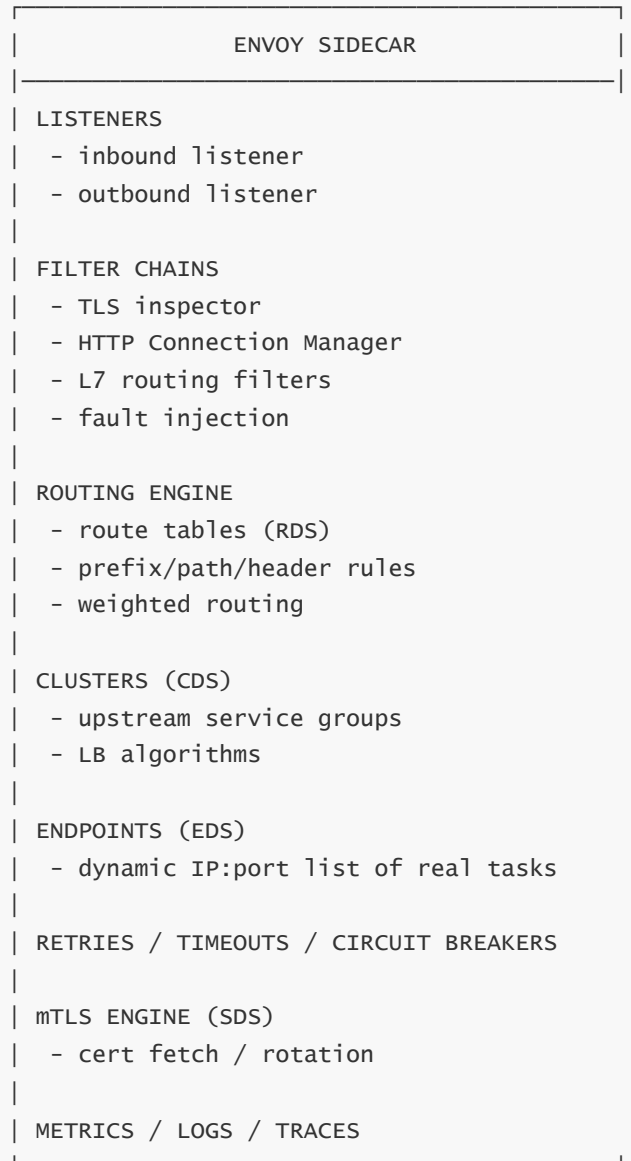 ENVOY SIDECAR
LISTENERS
- inbound listener
- outbound listener
FILTER CHAINS
- TLS inspector
- HTTP Connection Manager
- L7 routing filters
- fault injection
ROUTING ENGINE
- route tables (RDS)
- prefix/path/header rules
- weighted routing
CLUSTERS (CDS)
- upstream service groups
- LB algorithms
ENDPOINTS (EDS)
- dynamic IP:port list of real tasks
RETRIES / TIMEOUTS / CIRCUIT BREAKERS
mTLS ENGINE (SDS)
- cert fetch / rotation
METRICS / LOGS / TRACES